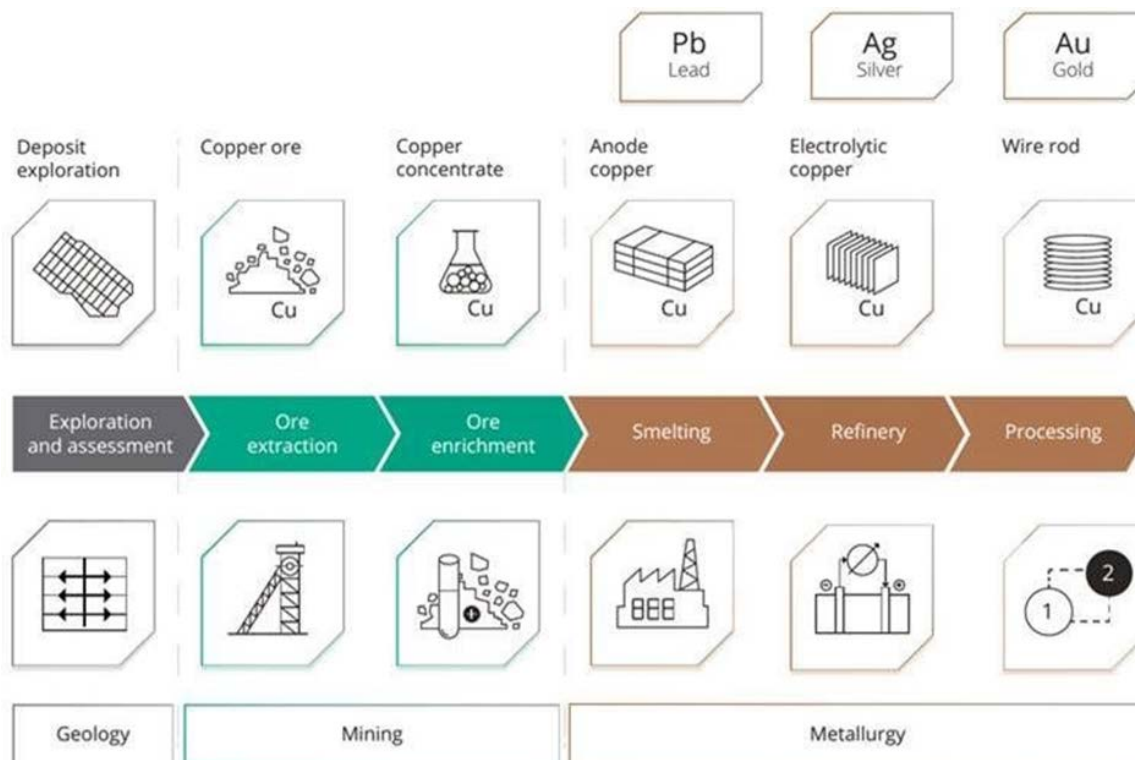 Pb
Lead
Ag
Silver
Au
Gold
Deposit
exploration
Copper ore
Copper
concentrate
Anode
copper
Electrolytic
copper
Wire rod
Cu
Cu
Cu
Cu
Cu
Exploration
and assessment
Ore
extraction
Ore
enrichment
Smelting
Refinery
Processing
1
2
Geology
Mining
Metallurgy